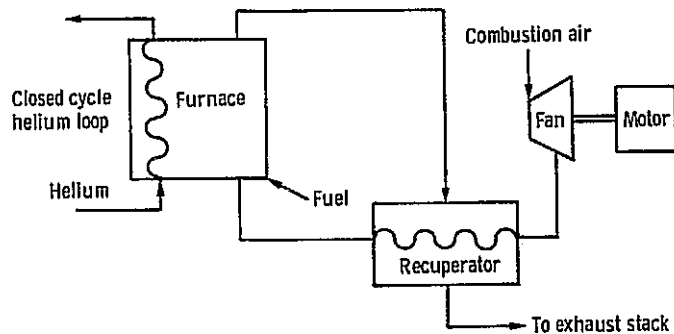 Combustion air
Closed cycle
helium loop
Furnace
Fan
Motor
Helium
Fuel
Recuperator
To exhaust stack